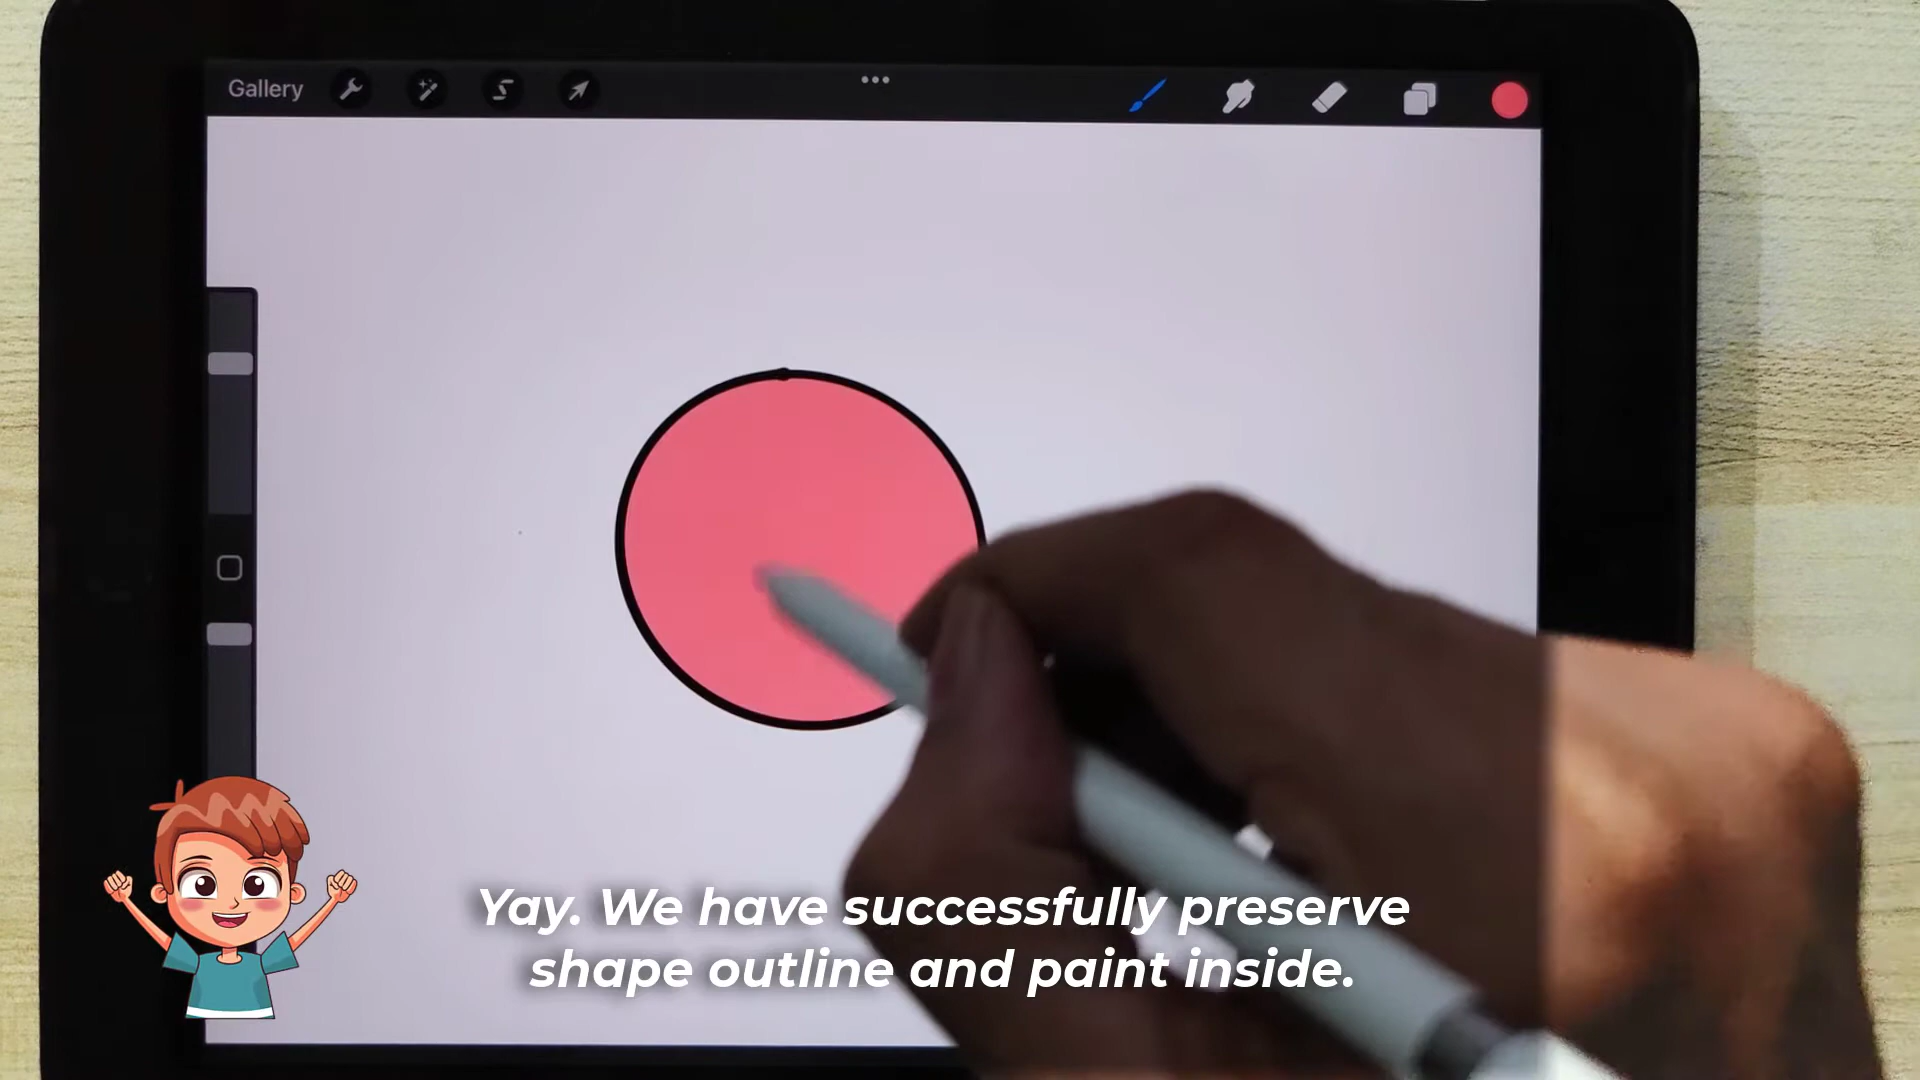 Gallery
Yay. We have successfully preserve
shape outline and paint inside.